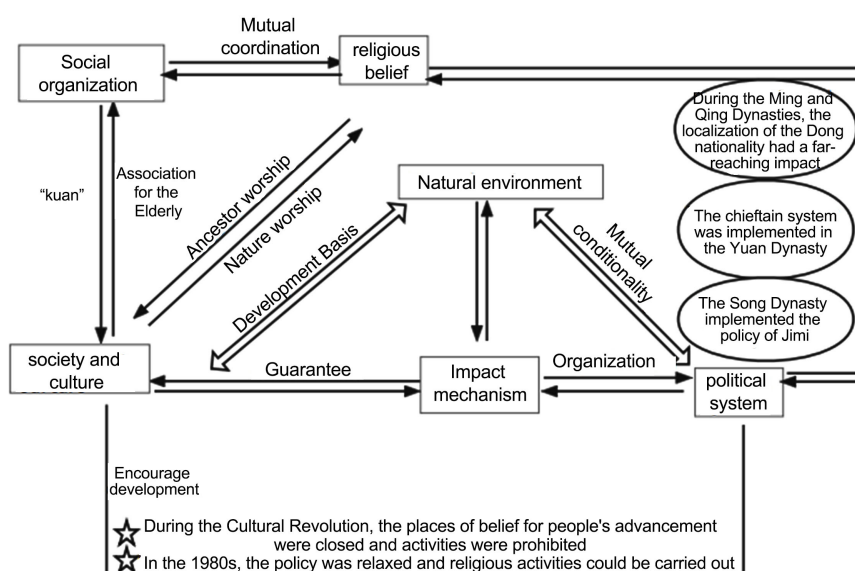 Mutual
coordination
religious
belief
Social
organization
During the Ming and
Qing Dynasties, the
localization of the Dong
nationality had a far-
reaching impact
“kuan”
Association
for the
Elderly
Ancestor worship
Nature worship
Natural environment
Development Basis
Mutual
conditionality
The chieftain system
was implemented in
the Yuan Dynasty
The Song Dynasty
implemented the
policy of Jimi
society and
culture
Guarantee
Impact
mechanism
Organization
political
system
Encourage
development
During the Cultural Revolution, the places of belief for people's advancement
were closed and activities were prohibited
In the 1980s, the policy was relaxed and religious activities could be carried out